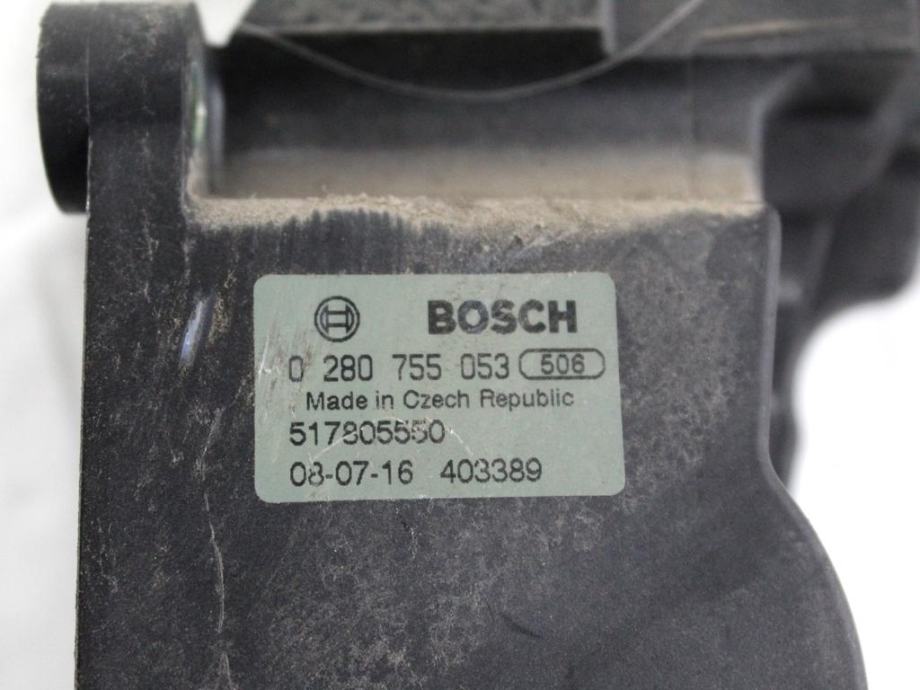 BOSCH
0 280 755 053 506
Made in Czech Republic
517805550
08-07-16 403389